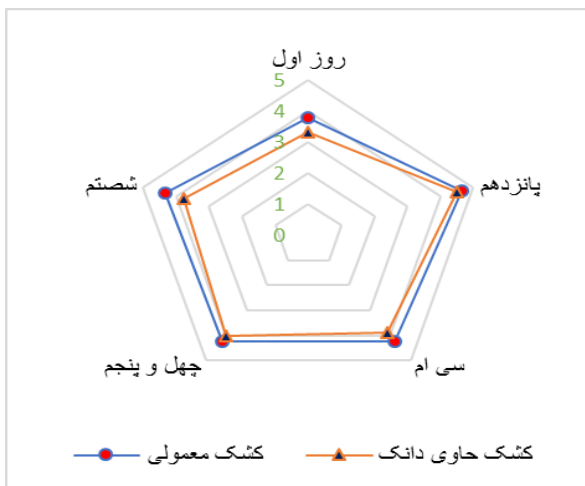 روز اول
5
4
3
2
1
0
پانزدهم
سی ام
چهل و پنجم
شصتم
کشک معمولی
کشک حاوی دانک